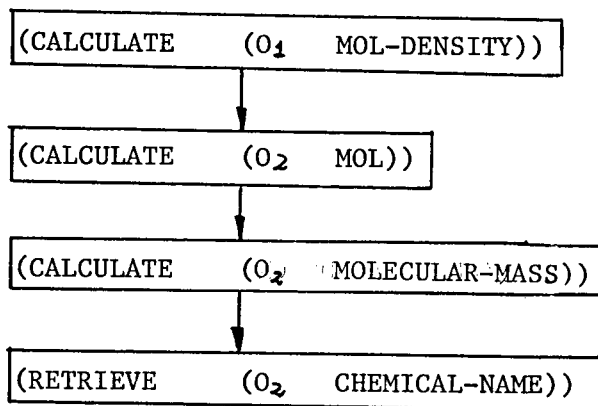 (CALCULATE (O1 MOL-DENSITY))
(CALCULATE (O2 MOL))
(CALCULATE (O2 MOLECULAR-MASS))
(RETRIEVE (O2 CHEMICAL-NAME))